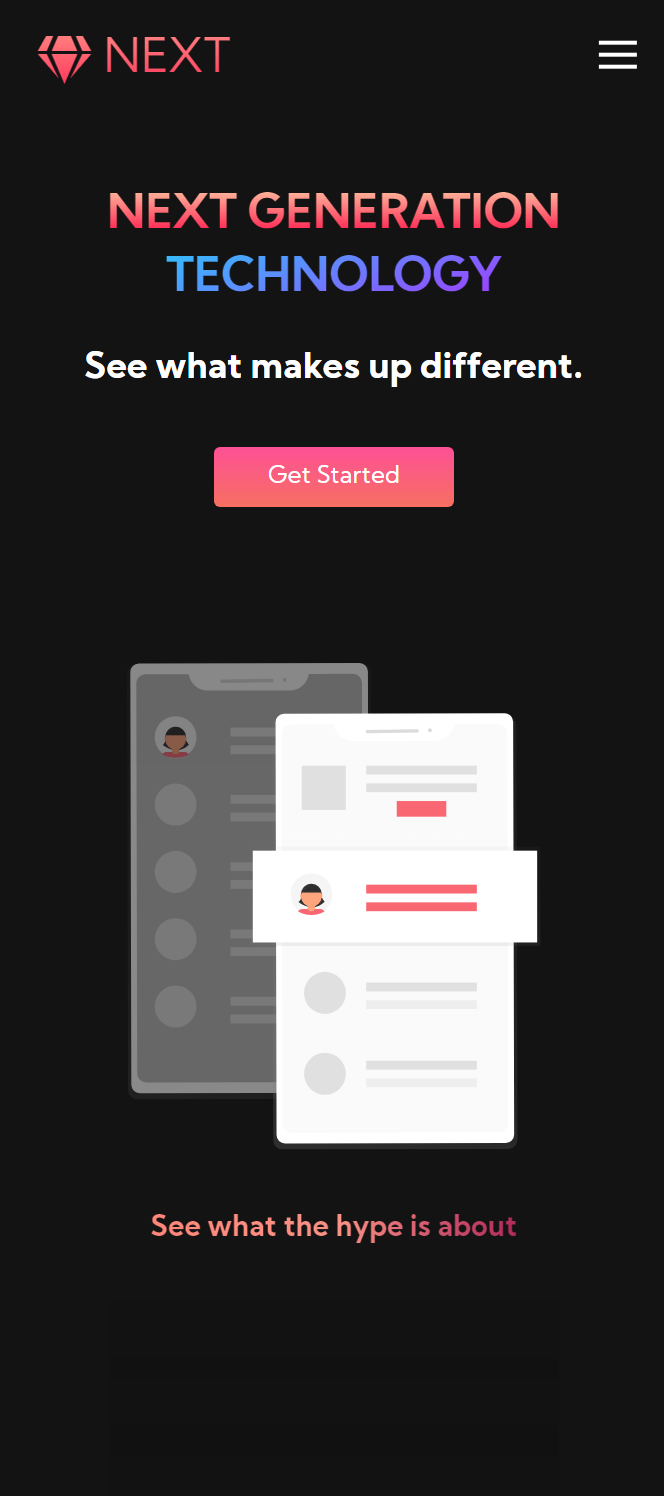 NEXT
NEXT GENERATION
TECHNOLOGY
See what makes up different.
Get Started
See what the hype is about